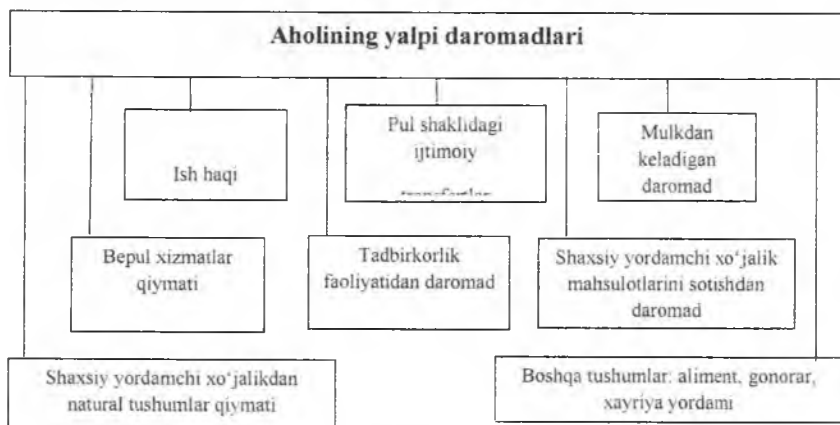 Aholining yalpi daromadlari
Ish haqi
Pul shaklidagi
ijtimoiy
Mulkdan
keladigan
daromad
Bepul xizmatlar
qiymati
Tadbirkorlik
faoliyatidan daromad
Shaxsiy yordamchi xo‘jalik
mahsulotlarini sotishdan
daromad
Shaxsiy yordamchi xo‘jalikdan
natural tushumlar qiymati
Boshqa tushumlar: aliment, gonorar,
xayriya yordami